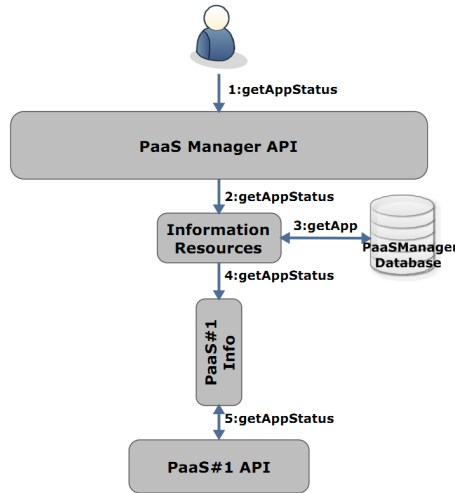 1:getAppStatus
PaaS Manager API
2:getAppStatus
Information
Resources
3:getApp
PaaSManager
Database
4:getAppStatus
PaaS#1
Info
5:getAppStatus
PaaS#1 API